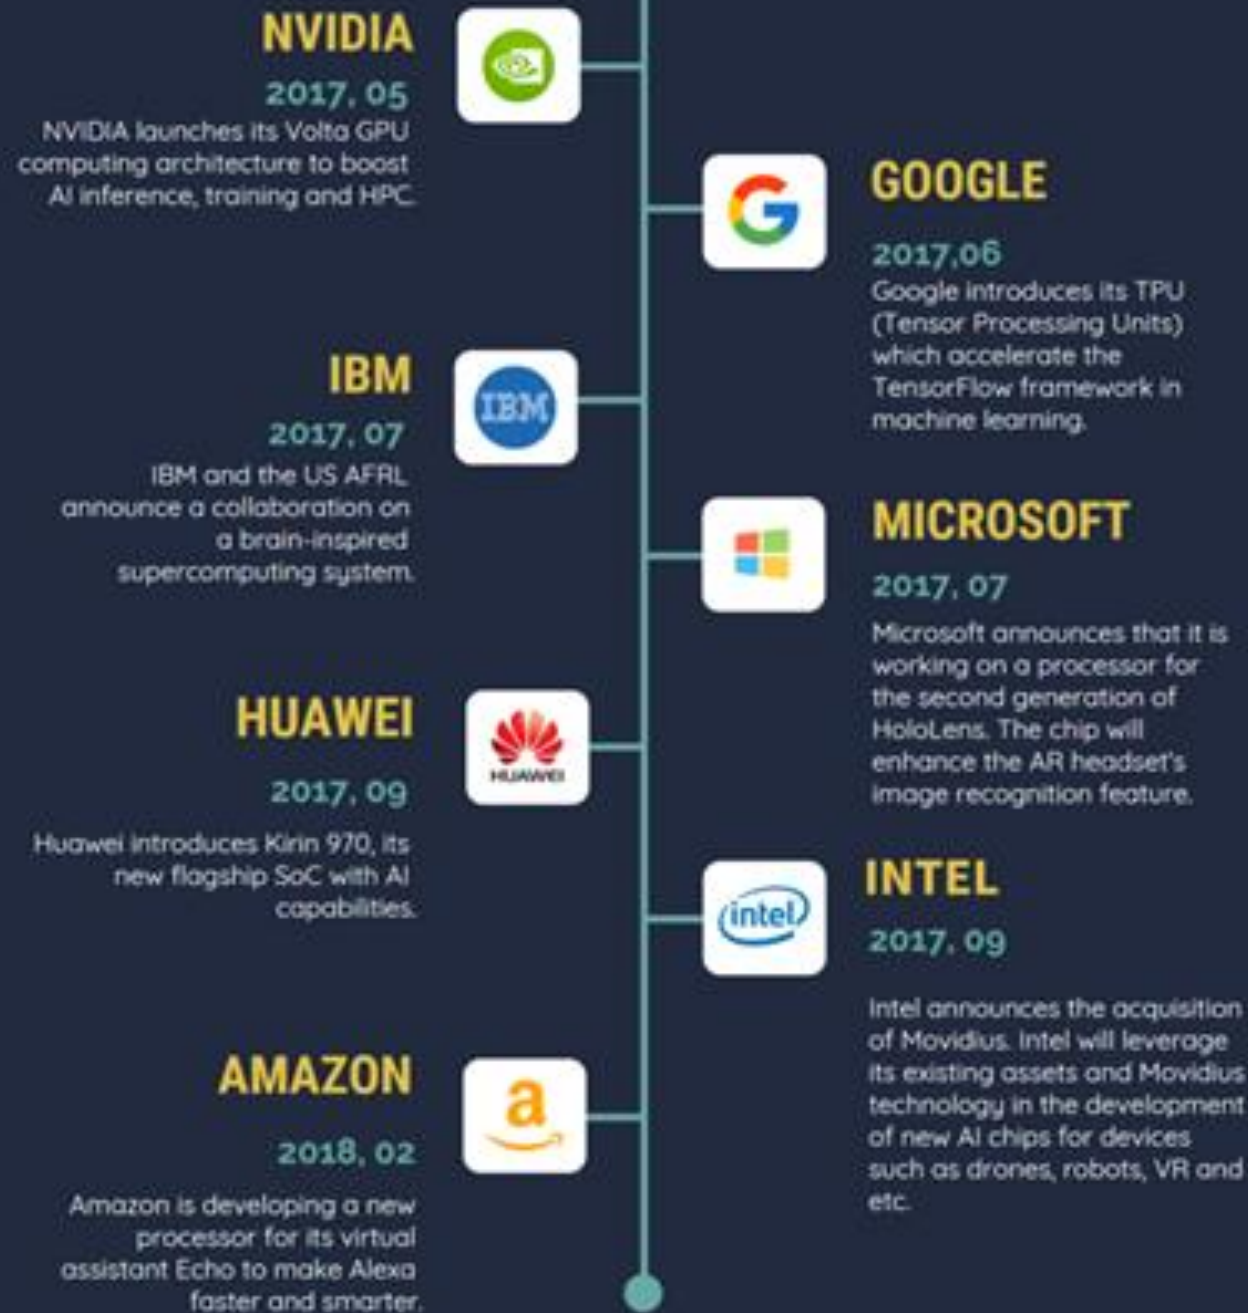 NVIDIA
2017, 05
NVIDIA launches its Volta GPU
computing architecture to boost
AI inference, training and HPC.
GOOGLE
2017,06
Google introduces its TPU
(Tensor Processing Units)
which accelerate the
TensorFlow framework in
machine learning.
IBM
IBM
2017, 07
IBM and the US AFRL
announce a collaboration on
a brain-inspired
supercomputing system.
MICROSOFT
2017, 07
Microsoft announces that it is
working on a processor for
the second generation of
HoloLens. The chip will
enhance the AR headset's
image recognition feature.
HUAWEI
HUAWEI
2017, 09
Huawei introduces Kirin 970, its
new flagship SoC with AI
capabilities.
intel
INTEL
2017, 09
Intel announces the acquisition
of Movidius. Intel will leverage
its existing assets and Movidius
technology in the development
of new AI chips for devices
such as drones, robots, VR and
etc.
AMAZON
a
2018, 02
Amazon is developing a new
processor for its virtual
assistant Echo to make Alexa
faster and smarter.